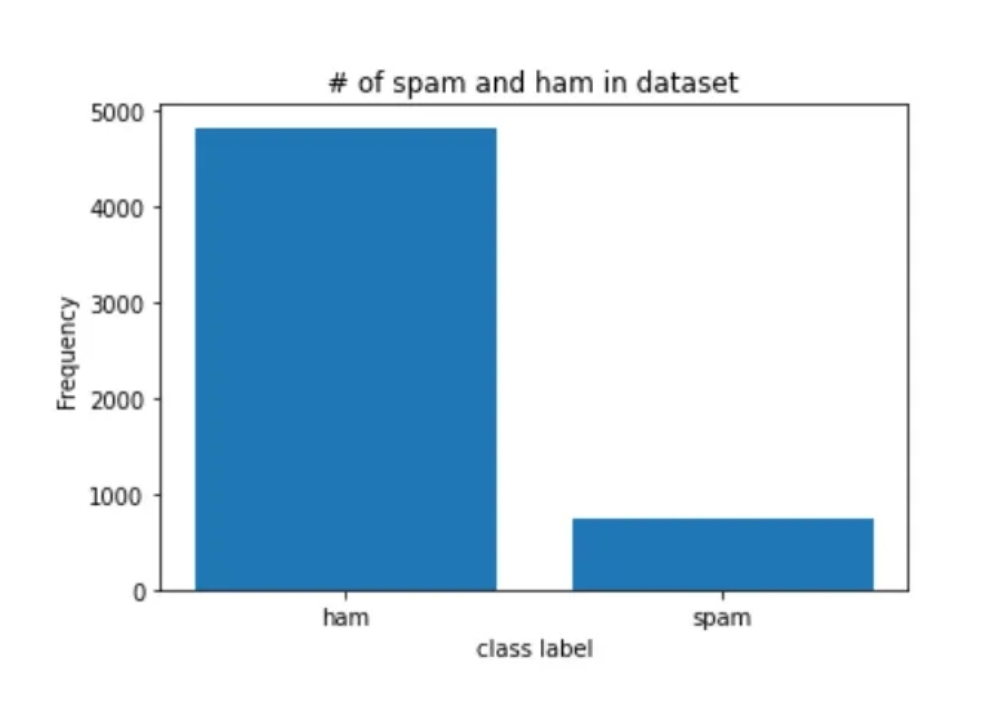 # of spam and ham in dataset
5000
4000
3000
2000
1000
0
Frequency
ham spam
class label